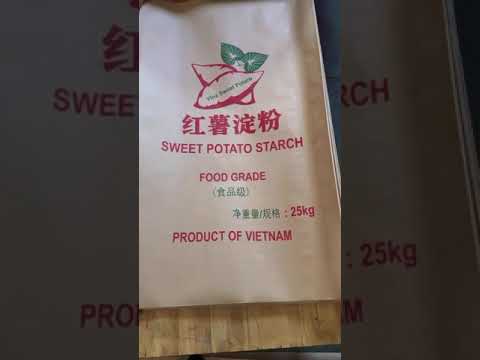 红薯淀粉
SWEET POTATO STARCH
FOOD GRADE
(食品级)
净重量/规格：25kg
PRODUCT OF VIETNAM